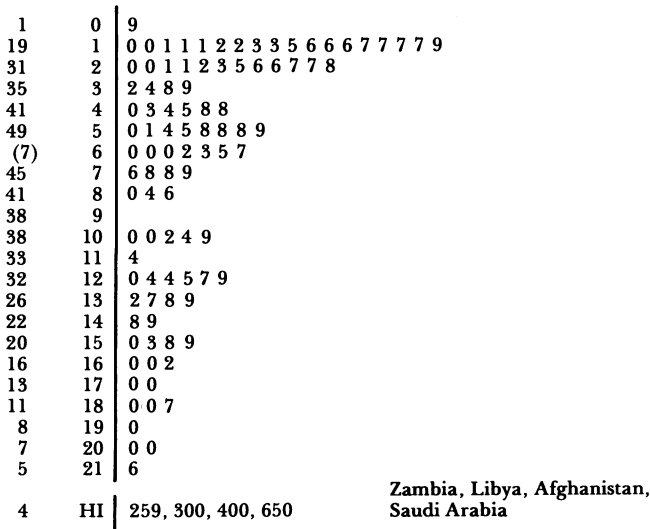 1 0 9
19 1 0 0 1 1 1 2 2 3 3 5 6 6 6 7 7 7 7 9
31 2 0 0 1 1 2 3 5 6 6 7 7 8
35 3 2 4 8 9
41 4 0 3 4 5 8 8
49 5 0 1 4 5 8 8 8 9
(7) 6 0 0 0 2 3 5 7
45 7 6 8 8 9
41 8 0 4 6
38 9
38 10 0 0 2 4 9
33 11 4
32 12 0 4 4 5 7 9
26 13 2 7 8 9
22 14 8 9
20 15 0 3 8 9
16 16 0 0 2
13 17 0 0
11 18 0 0 7
8 19 0
7 20 0 0
5 21 6
4 HI 259, 300, 400, 650
Zambia, Libya, Afghanistan,
Saudi Arabia